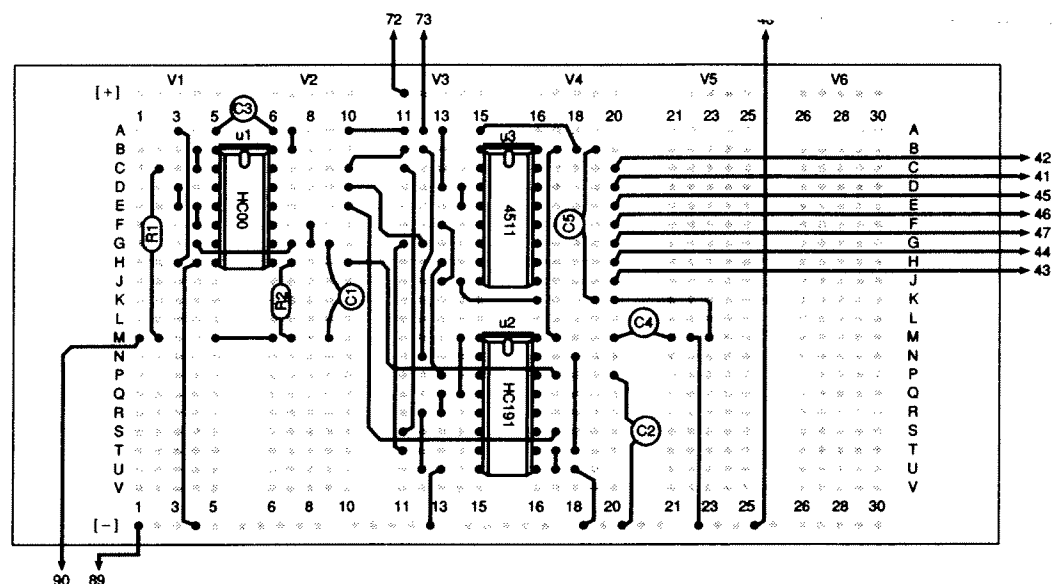 72 73
V1 V2 V3 V4 V5 V6
[+]
1 3 5 6 8 10 11 13 15 16 18 20 21 23 25 26 28 30
C3
u1
u3
u2
HC00
4511
HC191
R1
R2
C1
C5
C4
C2
A A
B B
C C
D D
E E
F F
G G
H H
J J
K K
L L
M M
N N
P P
Q Q
R R
S S
T T
U U
V V
42
41
45
46
47
44
43
1 3 5 6 8 10 11 13 15 16 18 20 21 23 25 26 28 30
[-]
90 89